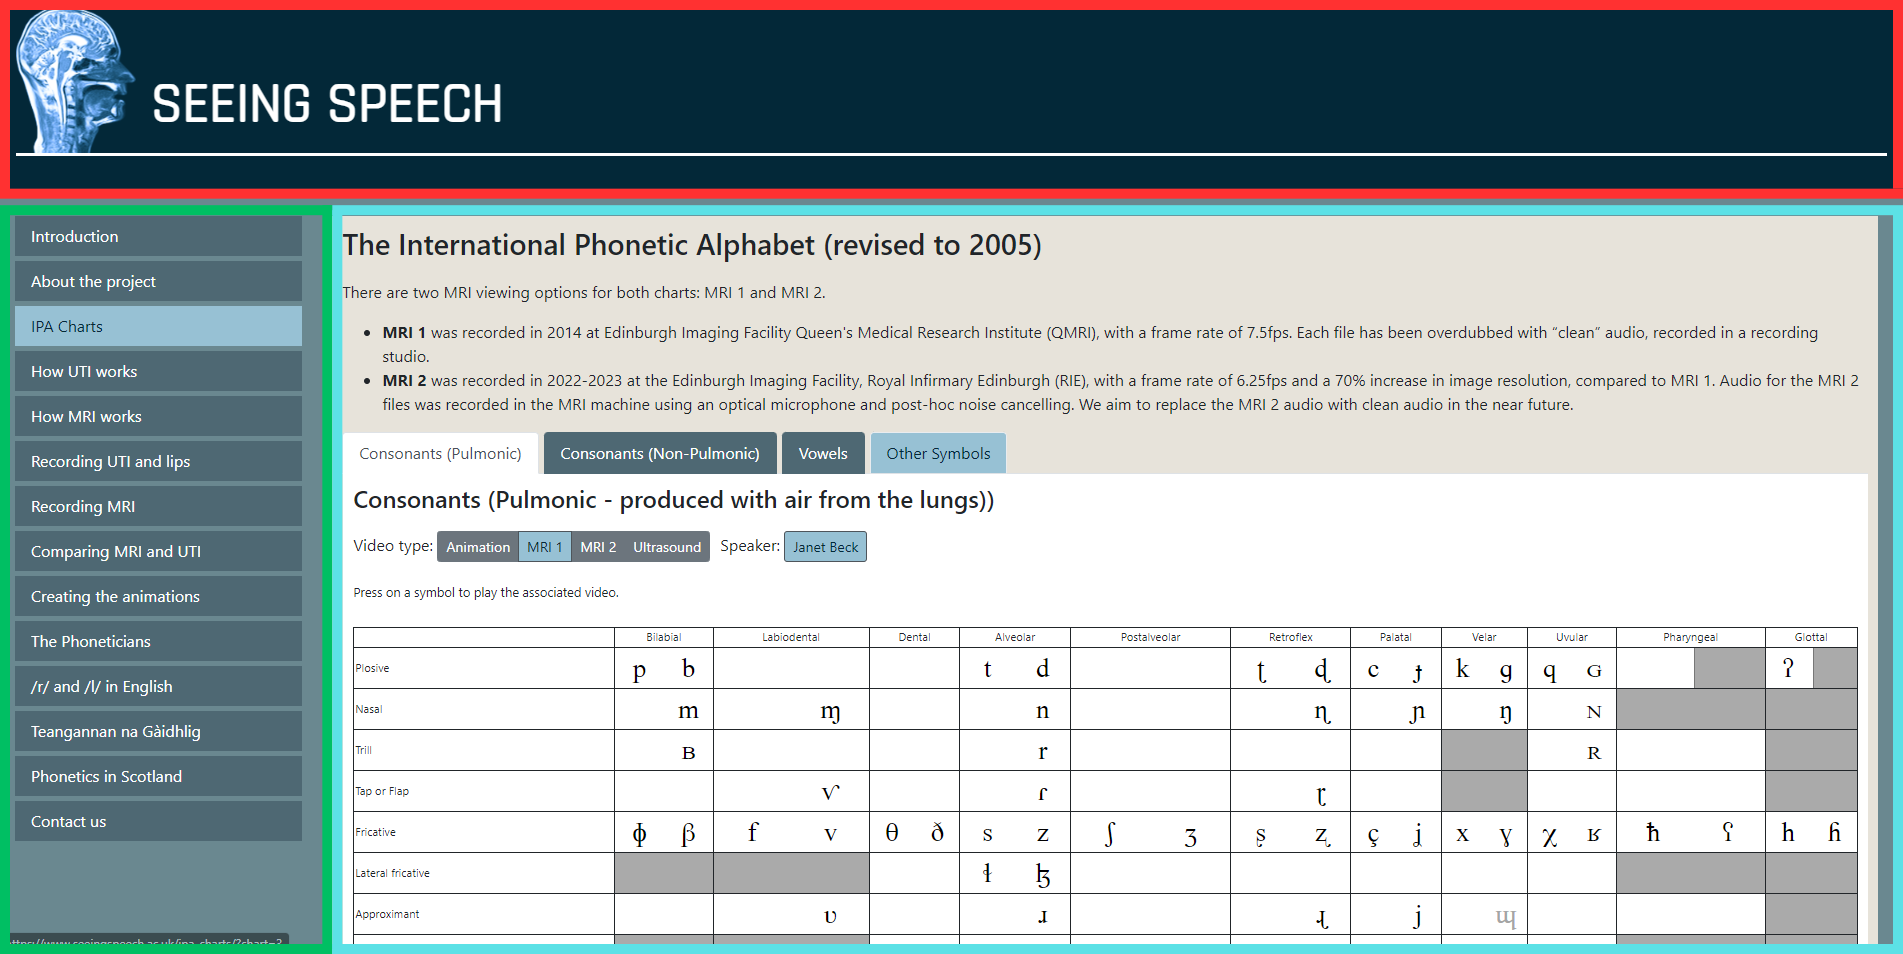 SEEING SPEECH
Introduction
About the project
IPA Charts
How UTI works
How MRI works
Recording UTI and lips
Recording MRI
Comparing MRI and UTI
Creating the animations
The Phoneticians
/r/ and /l/ in English
Teangannan na Gàidhlig
Phonetics in Scotland
Contact us
The International Phonetic Alphabet (revised to 2005)
There are two MRI viewing options for both charts: MRI 1 and MRI 2.
• MRI 1 was recorded in 2014 at Edinburgh Imaging Facility Queen's Medical Research Institute (QMRI), with a frame rate of 7.5fps. Each file has been overdubbed with “clean” audio, recorded in a recording
studio.
• MRI 2 was recorded in 2022-2023 at the Edinburgh Imaging Facility, Royal Infirmary Edinburgh (RIE), with a frame rate of 6.25fps and a 70% increase in image resolution, compared to MRI 1. Audio for the MRI 2
files was recorded in the MRI machine using an optical microphone and post-hoc noise cancelling. We aim to replace the MRI 2 audio with clean audio in the near future.
Consonants (Pulmonic) Consonants (Non-Pulmonic) Vowels Other Symbols
Consonants (Pulmonic - produced with air from the lungs))
Video type: Animation MRI 1 MRI 2 Ultrasound Speaker: Janet Beck
Press on a symbol to play the associated video.
Bilabial Labiodental Dental Alveolar Postalveolar Retroflex Palatal Velar Uvular Pharyngeal Glottal
Plosive p b t d ʈ ɖ c ɟ k ɡ q ɢ ʔ
Nasal m ɱ n ɳ ɲ ŋ ɴ
Trill ʙ r ʀ
Tap or Flap ⱱ ɾ ɽ
Fricative ɸ β f v θ ð s z ʃ ʒ ʂ ʐ ç ʝ x ɣ χ ʁ ħ ʕ h ɦ
Lateral fricative ɬ ɮ
Approximant ʋ ɹ ɻ j ɰ